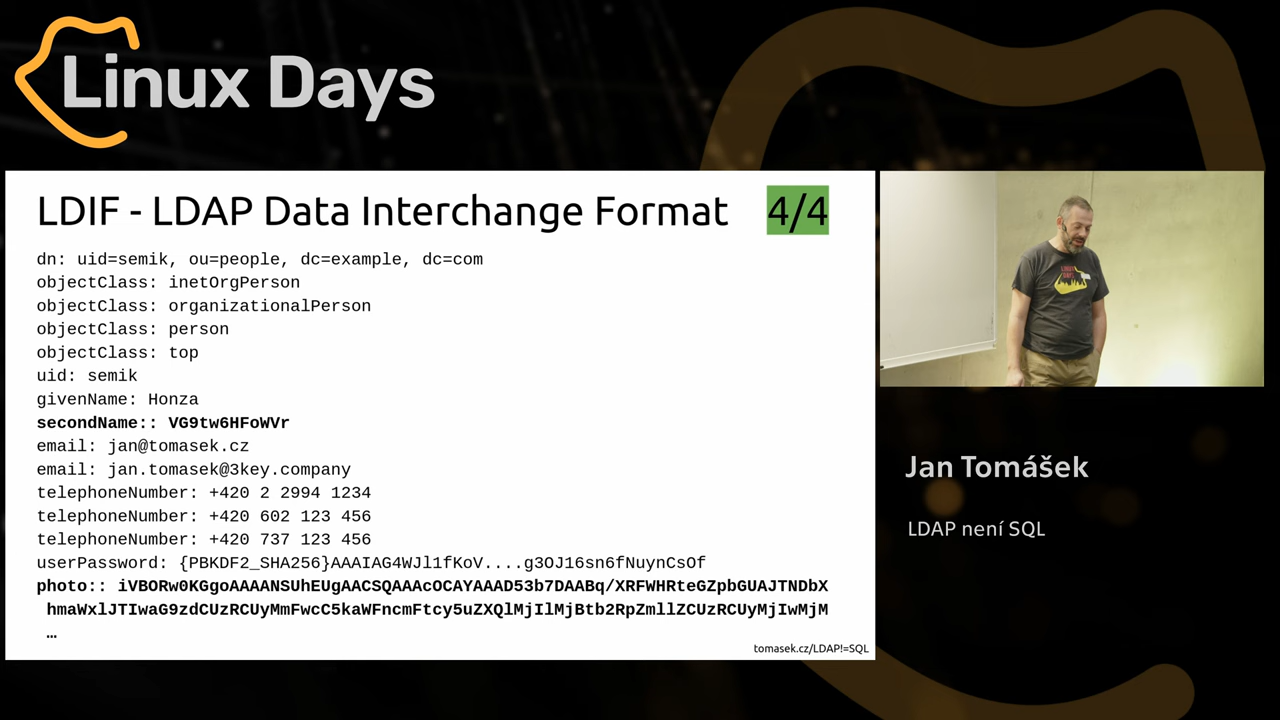 Linux Days
LDIF - LDAP Data Interchange Format 4/4
dn: uid=semik, ou=people, dc=example, dc=com
objectClass: inetOrgPerson
objectClass: organizationalPerson
objectClass: person
objectClass: top
uid: semik
givenName: Honza
secondName:: VG9tw6HFoWVr
email: jan@tomasek.cz
email: jan.tomasek@3key.company
telephoneNumber: +420 2 2994 1234
telephoneNumber: +420 602 123 456
telephoneNumber: +420 737 123 456
userPassword: {PBKDF2_SHA256}AAAIAG4WJl1fKoV....g3OJ16sn6fNuynCsOf
photo:: iVBORw0KGgoAAAANSUhEUgAACSQAAAcOCAYAAAD53b7DAABq/XRFWHRteGZpbGUAJTNDbX
hmaWxlJTIwaG9zdCUzRCUyMmFwcC5kaWFncmFtcy5uZXQlMjIlMjBtb2RpZmllZCUzRCUyMjIwMjM
…
tomasek.cz/LDAP!=SQL
Jan Tomášek
LDAP není SQL